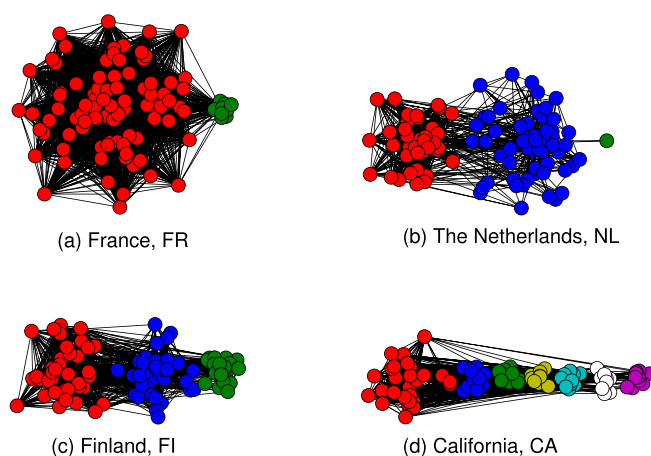 (a) France, FR
(b) The Netherlands, NL
(c) Finland, FI
(d) California, CA